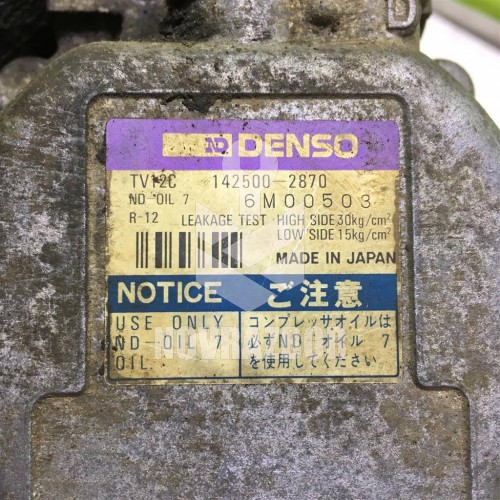 D
ND DENSO
TV12C 142500-2870
ND-OIL 7 6M00503
R-12 LEAKAGE TEST · HIGH SIDE 30kg/cm²
LOW SIDE 15kg/cm²
MADE IN JAPAN
NOTICE ご注意
USE ONLY コンプレッサオイルは
ND-OIL 7 必ずND オイル 7
OIL. を使用してください